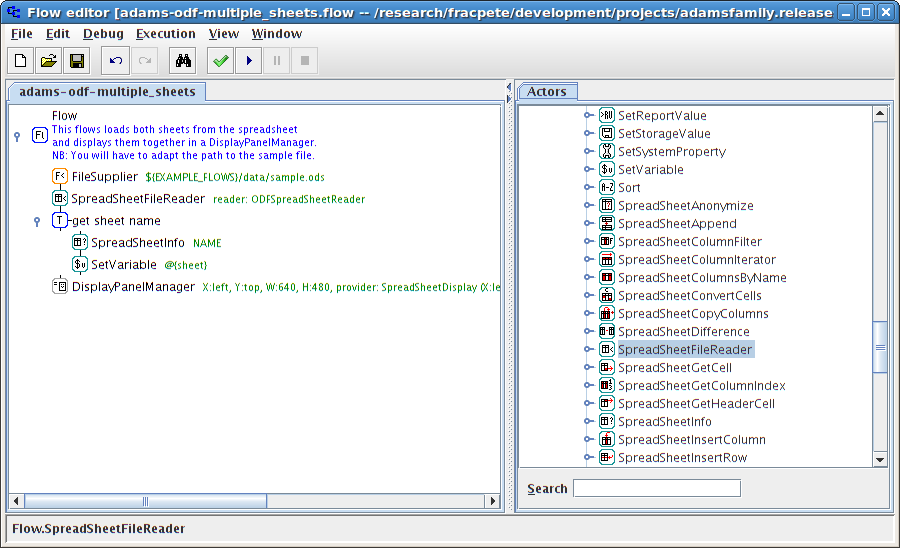 Flow editor [adams-odf-multiple_sheets.flow -- /research/fracpete/development/projects/adamsfamily.release
File Edit Debug Execution View Window
adams-odf-multiple_sheets
Flow
Fl
This flows loads both sheets from the spreadsheet
and displays them together in a DisplayPanelManager.
NB: You will have to adapt the path to the sample file.
F< FileSupplier ${EXAMPLE_FLOWS}/data/sample.ods
SpreadSheetFileReader reader: ODFSpreadSheetReader
T get sheet name
SpreadSheetInfo NAME
$υ SetVariable @{sheet}
DisplayPanelManager X:left, Y:top, W:640, H:480, provider: SpreadSheetDisplay (X:le
Actors
SetReportValue
SetStorageValue
SetSystemProperty
$υ SetVariable
A-Z Sort
SpreadSheetAnonymize
SpreadSheetAppend
SpreadSheetColumnFilter
SpreadSheetColumnIterator
SpreadSheetColumnsByName
SpreadSheetConvertCells
SpreadSheetCopyColumns
SpreadSheetDifference
SpreadSheetFileReader
SpreadSheetGetCell
SpreadSheetGetColumnIndex
SpreadSheetGetHeaderCell
SpreadSheetInfo
SpreadSheetInsertColumn
SpreadSheetInsertRow
Search
Flow.SpreadSheetFileReader